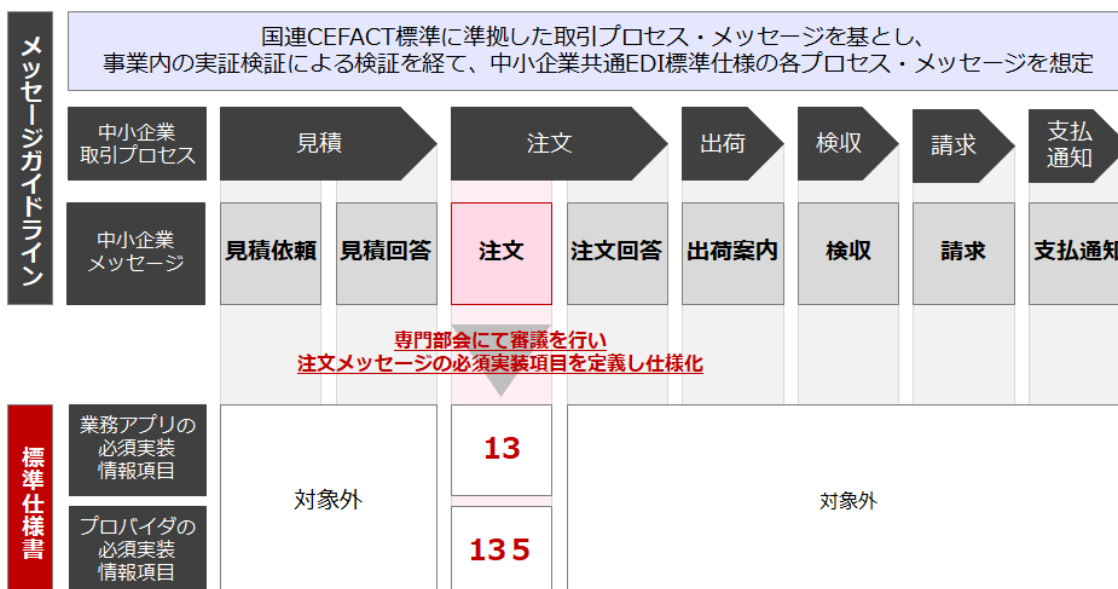 メッセージガイドライン
国連CEFACT標準に準拠した取引プロセス・メッセージを基とし、
事業内の実証検証による検証を経て、中小企業共通EDI標準仕様の各プロセス・メッセージを想定
中小企業
取引プロセス
見積
注文
出荷
検収
請求
支払
通知
中小企業
メッセージ
見積依頼
見積回答
注文
注文回答
出荷案内
検収
請求
支払通知
専門部会にて審議を行い
注文メッセージの必須実装項目を定義し仕様化
標準仕様書
業務アプリの
必須実装
情報項目
対象外
13
対象外
プロバイダの
必須実装
情報項目
135